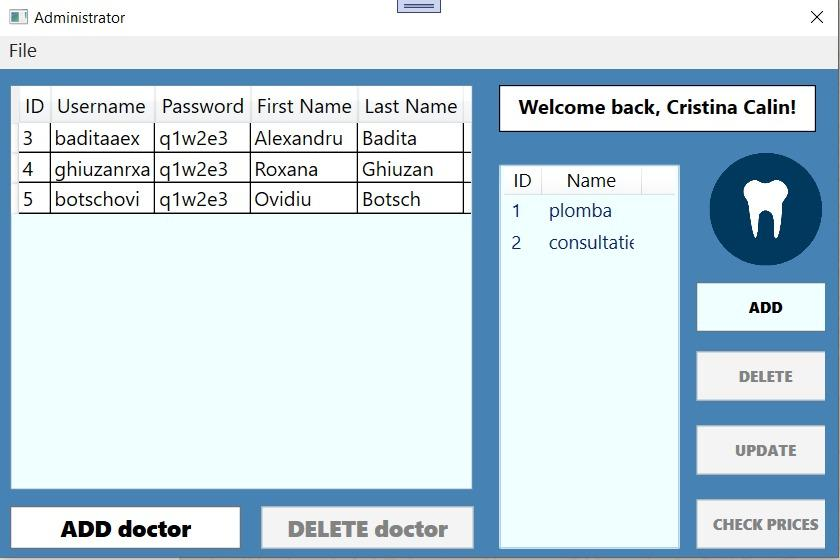 Administrator
File
ID Username Password First Name Last Name
3 baditaaex q1w2e3 Alexandru Badita
4 ghiuzanrxa q1w2e3 Roxana Ghiuzan
5 botschovi q1w2e3 Ovidiu Botsch
ADD doctor
DELETE doctor
Welcome back, Cristina Calin!
ID Name
1 plomba
2 consultatie
ADD
DELETE
UPDATE
CHECK PRICES